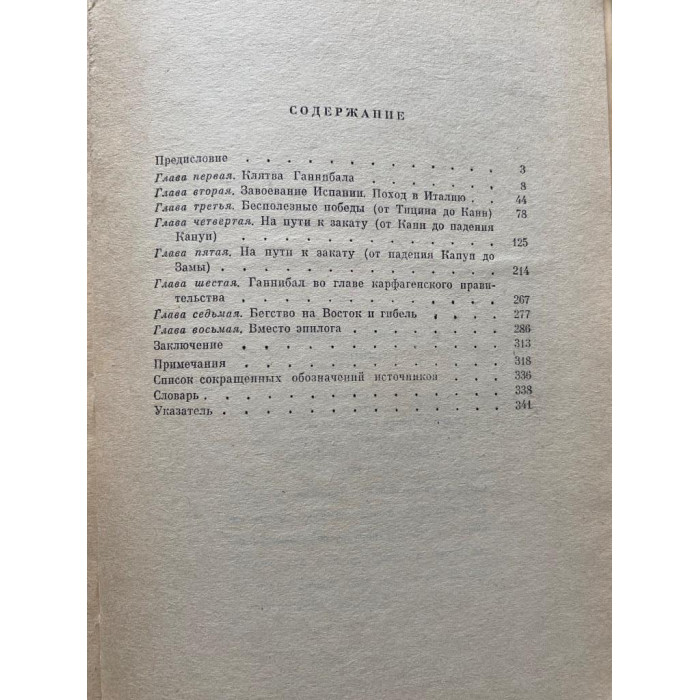 СОДЕРЖАНИЕ
Предисловие . . . . . . . . . . . . . 3
Глава первая. Клятва Ганнибала . . . . . . 8
Глава вторая. Завоевание Испании. Поход в Италию . . 44
Глава третья. Бесполезные победы (от Тицина до Канн) 78
Глава четвертая. На пути к закату (от Канн до падения
Капуи) . . . . . . . . . . . . . 125
Глава пятая. На пути к закату (от падения Капуи до
Замы) . . . . . . . . . . . . . 214
Глава шестая. Ганнибал во главе карфагенского прави-
тельства . . . . . . . . . . . . 267
Глава седьмая. Бегство на Восток и гибель . . . . 277
Глава восьмая. Вместо эпилога . . . . . . . 286
Заключение . . . . . . . . . . . . . 313
Примечания . . . . . . . . . . . . . 318
Список сокращенных обозначений источников . . . 336
Словарь . . . . . . . . . . . . . . 338
Указатель . . . . . . . . . . . . . 341